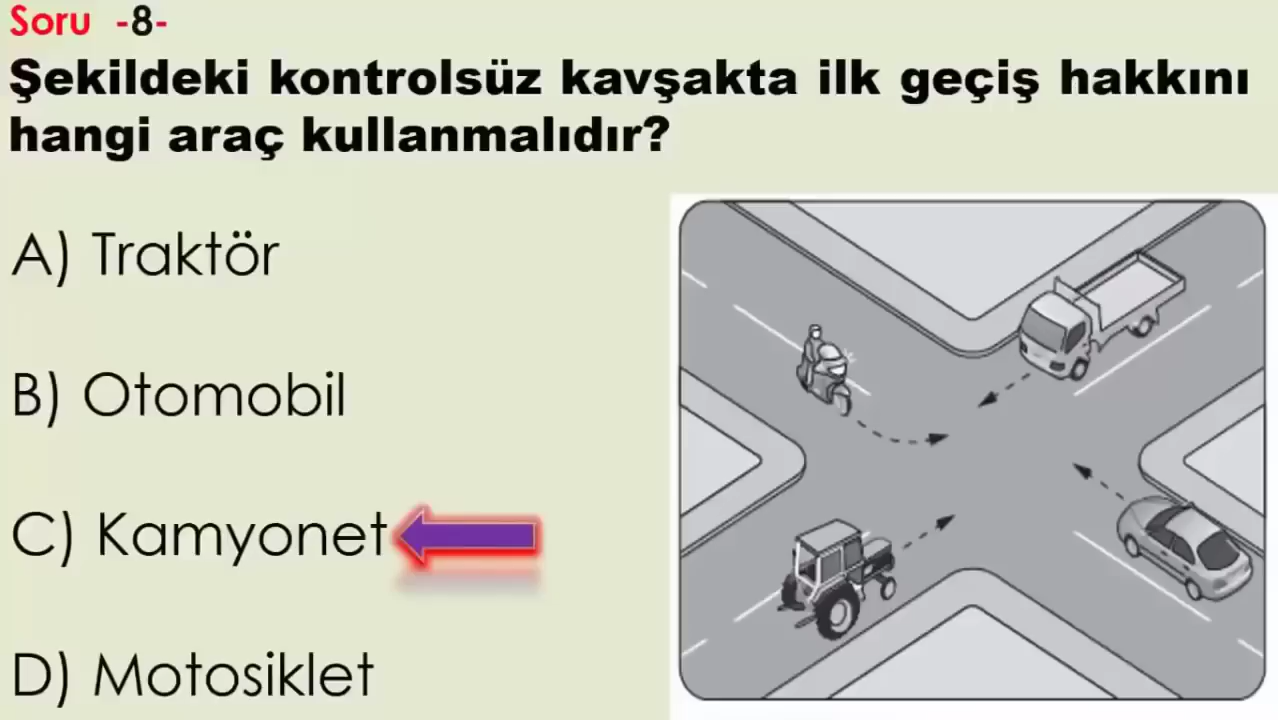 Soru -8-
Şekildeki kontrolsüz kavşakta ilk geçiş hakkını
hangi araç kullanmalıdır?
A) Traktör
B) Otomobil
C) Kamyonet
D) Motosiklet